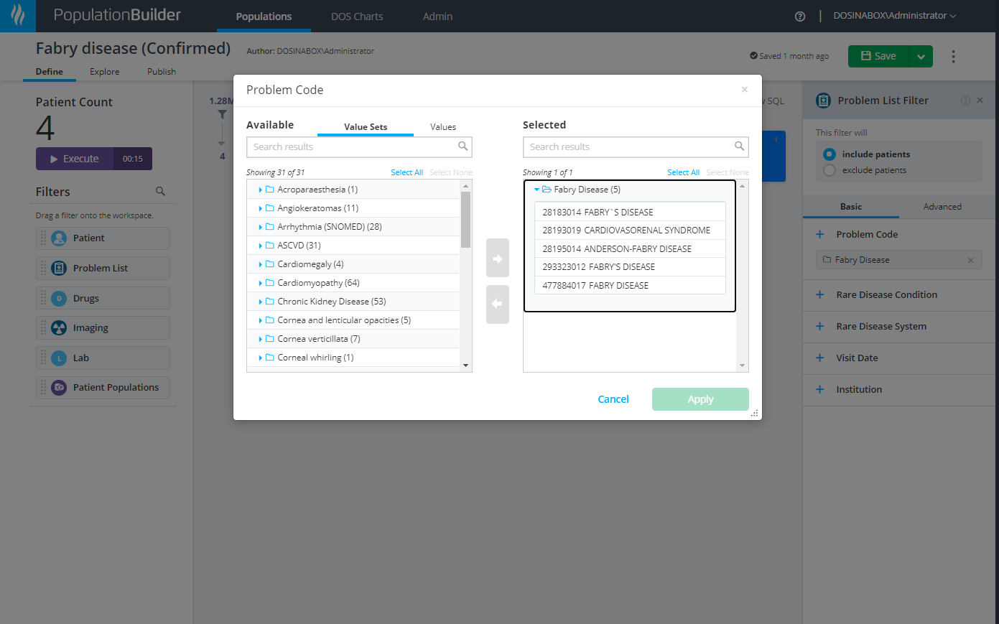 PopulationBuilder
Populations
DOS Charts
Admin
DOSINABOX\Administrator
Fabry disease (Confirmed)
Author: DOSINABOX\Administrator
Saved 1 month ago
Save
Define
Explore
Publish
Patient Count
4
Execute
00:15
Filters
Drag a filter onto the workspace.
Patient
Problem List
D
Drugs
Imaging
L
Lab
Patient Populations
1.28M
4
SQL
1
Problem Code
Available
Value Sets
Values
Search results
Showing 31 of 31
Select All
Select None
Acroparaesthesia (1)
Angiokeratomas (11)
Arrhythmia (SNOMED) (28)
ASCVD (31)
Cardiomegaly (4)
Cardiomyopathy (64)
Chronic Kidney Disease (53)
Cornea and lenticular opacities (5)
Cornea verticillata (7)
Corneal whirling (1)
Selected
Search results
Showing 1 of 1
Select All
Select None
Fabry Disease (5)
28183014 FABRY`S DISEASE
28193019 CARDIOVASORENAL SYNDROME
28195014 ANDERSON-FABRY DISEASE
293323012 FABRY'S DISEASE
477884017 FABRY DISEASE
Cancel
Apply
Problem List Filter
This filter will
include patients
exclude patients
Basic
Advanced
Problem Code
Fabry Disease
Rare Disease Condition
Rare Disease System
Visit Date
Institution